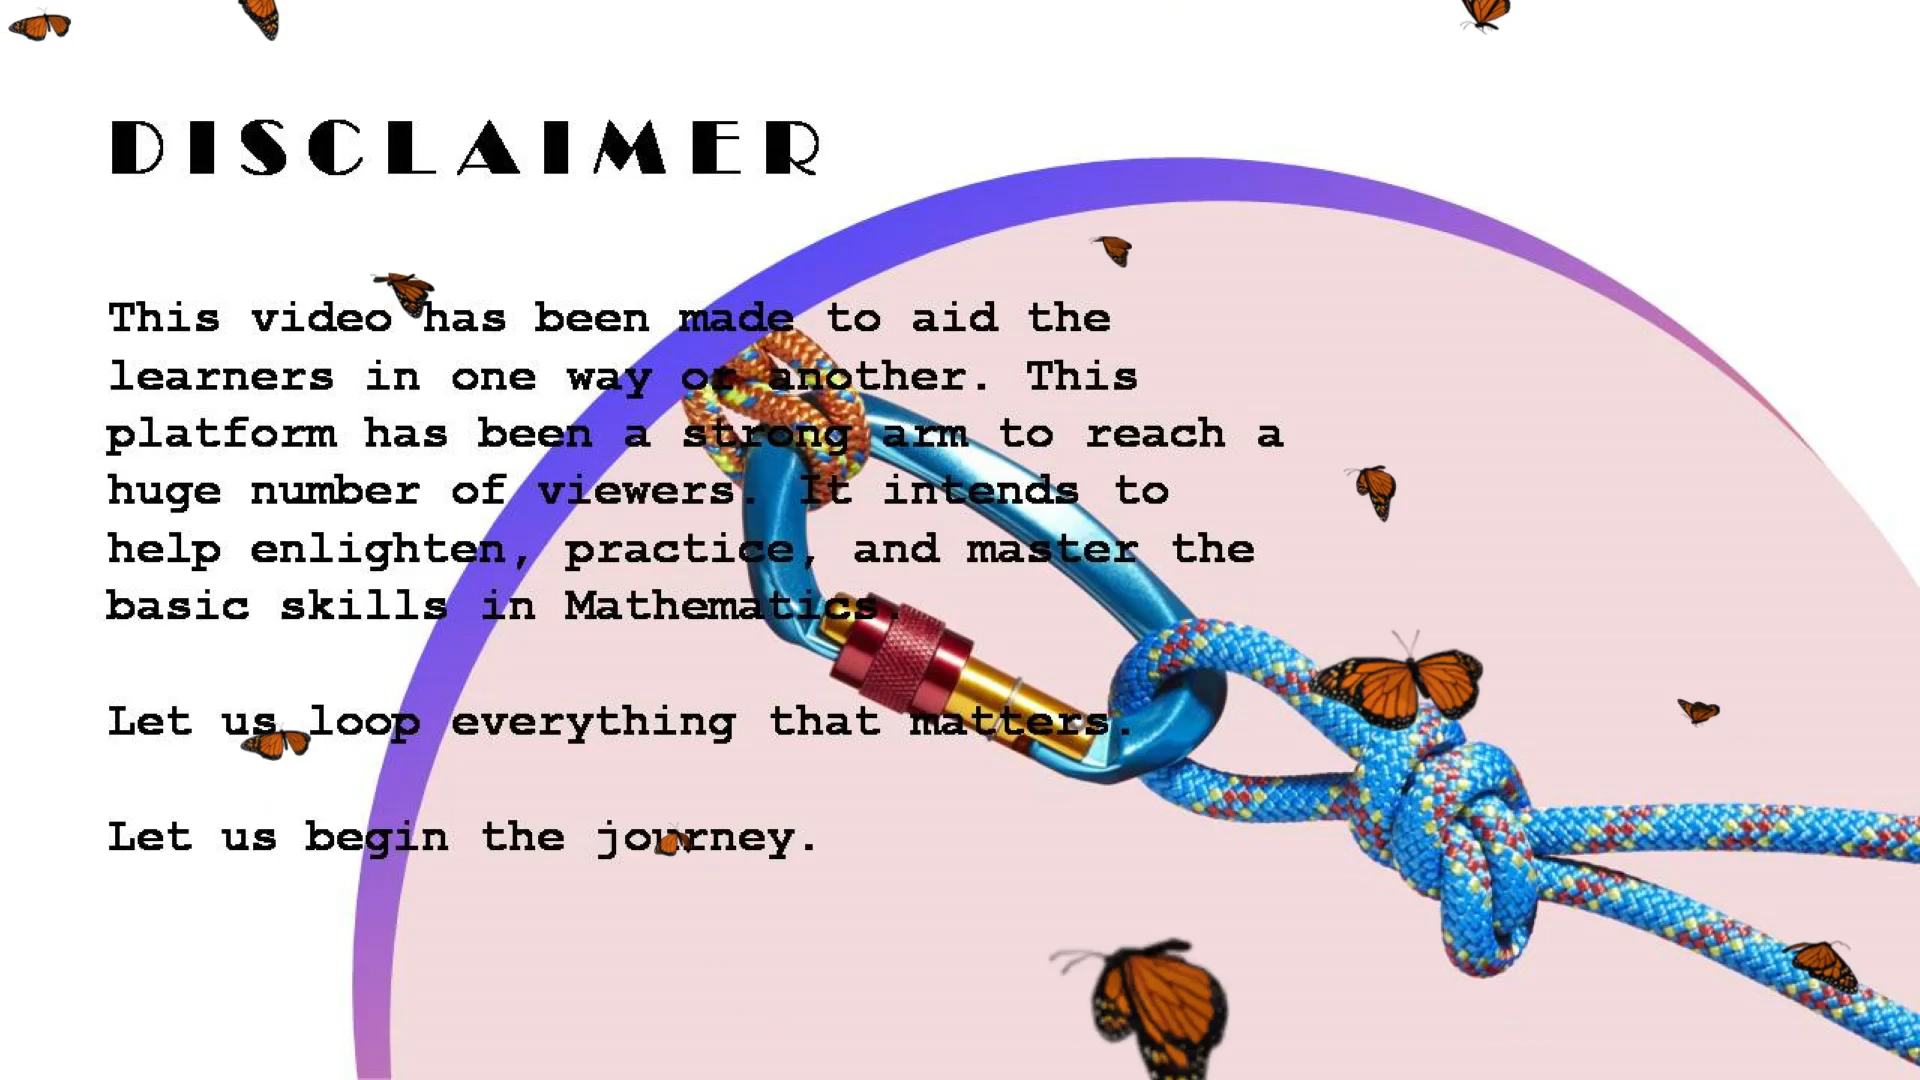 DISCLAIMER
This video has been made to aid the
learners in one way or another. This
platform has been a strong arm to reach a
huge number of viewers. It intends to
help enlighten, practice, and master the
basic skills in Mathematics.
Let us loop everything that matters.
Let us begin the journey.